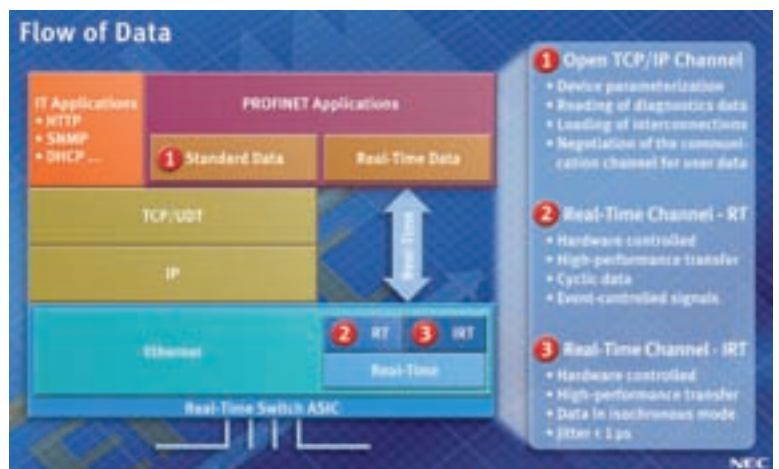 Flow of Data
IT Applications
• HTTP
• SNMP
• DHCP ...
PROFINET Applications
1 Standard Data
Real-Time Data
TCP/UDT
IP
Real-Time
Ethernet
2 RT
3 IRT
Real-Time
Real-Time Switch ASIC
1 Open TCP/IP Channel
• Device parameterization
• Reading of diagnostics data
• Loading of interconnections
• Negotiation of the communi-
cation channel for user data
2 Real-Time Channel - RT
• Hardware controlled
• High-performance transfer
• Cyclic data
• Event-controlled signals
3 Real-Time Channel - IRT
• Hardware controlled
• High-performance transfer
• Data in isochronous mode
• Jitter < 1 µs
NEC